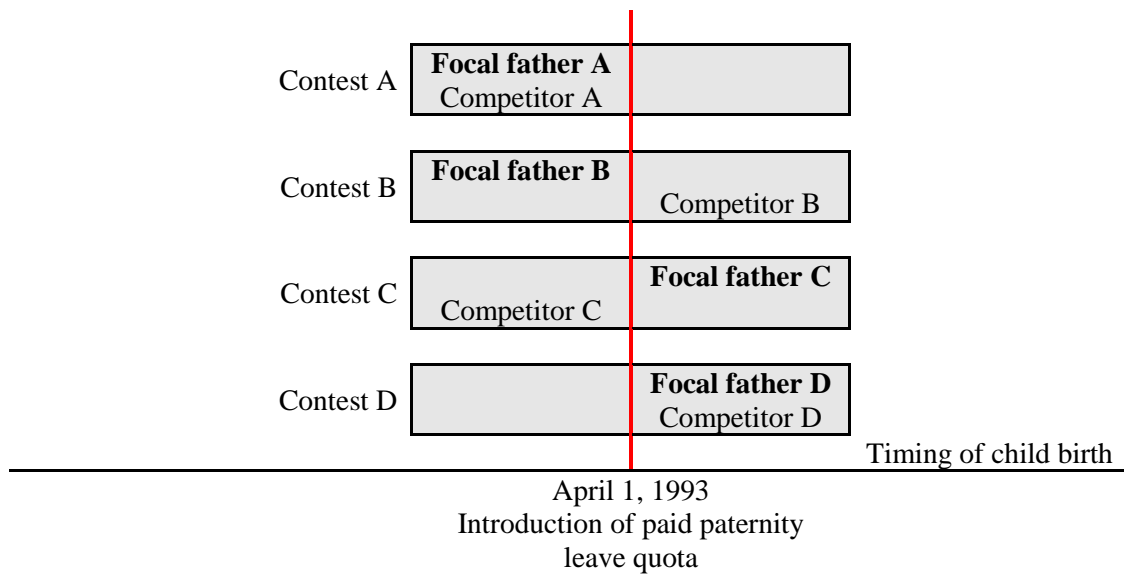 Contest A
Focal father A
Competitor A
Contest B
Focal father B
Competitor B
Contest C
Focal father C
Competitor C
Contest D
Focal father D
Competitor D
Timing of child birth
April 1, 1993
Introduction of paid paternity
leave quota